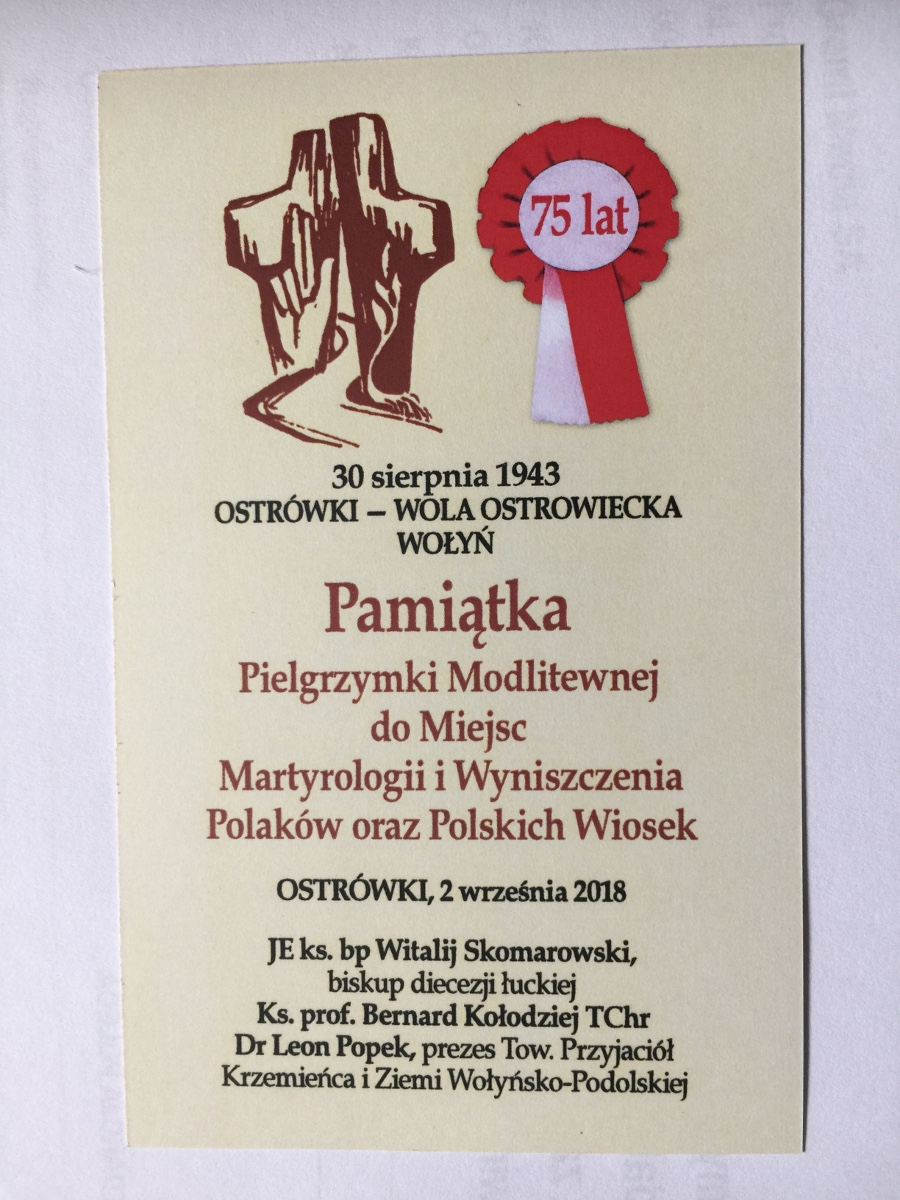 75 lat
30 sierpnia 1943
OSTRÓWKI – WOLA OSTROWIECKA
WOŁYŃ
Pamiątka
Pielgrzymki Modlitewnej
do Miejsc
Martyrologii i Wyniszczenia
Polaków oraz Polskich Wiosek
OSTRÓWKI, 2 września 2018
JE ks. bp Witalij Skomarowski,
biskup diecezji łuckiej
Ks. prof. Bernard Kołodziej TChr
Dr Leon Popek, prezes Tow. Przyjaciół
Krzemieńca i Ziemi Wołyńsko-Podolskiej